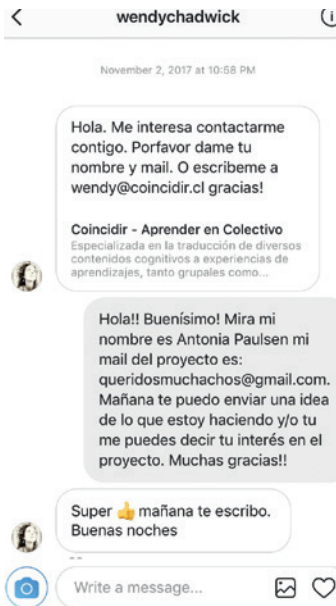 wendychadwick
November 2, 2017 at 10:58 PM
Hola. Me interesa contactarme
contigo. Porfavor dame tu
nombre y mail. O escribeme a
wendy@coincidir.cl gracias!
Coincidir - Aprender en Colectivo
Especializada en la traducción de diversos
contenidos cognitivos a experiencias de
aprendizajes, tanto grupales como...
Hola!! Buenísimo! Mira mi
nombre es Antonia Paulsen mi
mail del proyecto es:
queridosmuchachos@gmail.com.
Mañana te puedo enviar una idea
de lo que estoy haciendo y/o tu
me puedes decir tu interés en el
proyecto. Muchas gracias!!
Super 👍 mañana te escribo.
Buenas noches
Write a message...